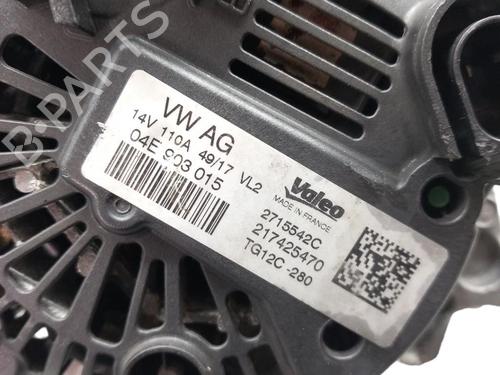 VW AG
14V 110A 49/17 VL2
04E 903 015
Valeo
MADE IN FRANCE
2715542C
217425470
TG12C-280
B-PARTS